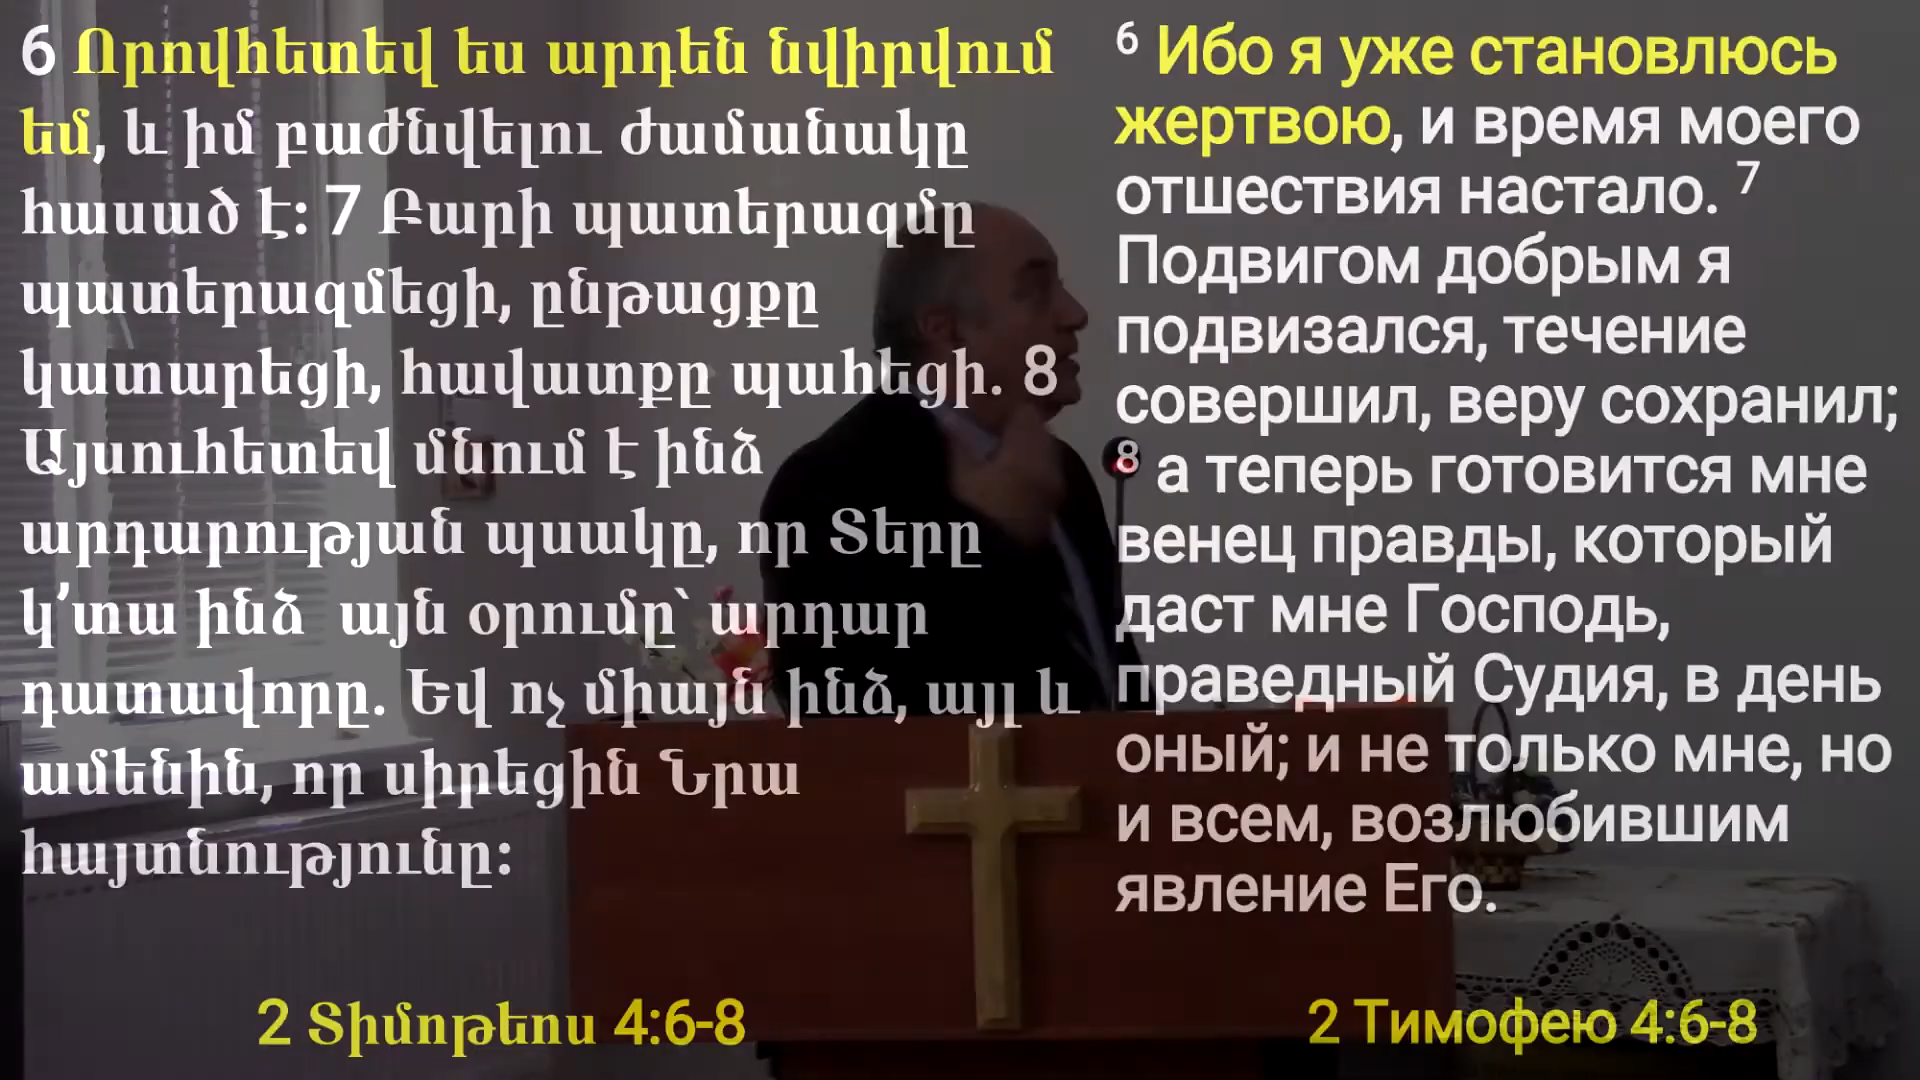 6 Որովհետեվ ես արդեն նվիրվում
եմ, և իմ բաժնվելու ժամանակը
հասած է: 7 Բարի պատերազմը
պատերազմեցի, ընթացքը
կատարեցի, հավատքը պահեցի. 8
Այսուհետեվ մնում է ինձ
արդարության պսակը, որ Տերը
կ՛տա ինձ այն օրումը՝ արդար
դատավորը. Եվ ոչ միայն ինձ, այլ և
ամենին, որ սիրեցին Նրա
հայտնությունը:
2 Տիմոթեոս 4:6-8
6 Ибо я уже становлюсь
жертвою, и время моего
отшествия настало. 7
Подвигом добрым я
подвизался, течение
совершил, веру сохранил;
8 а теперь готовится мне
венец правды, который
даст мне Господь,
праведный Судия, в день
оный; и не только мне, но
и всем, возлюбившим
явление Его.
2 Тимофею 4:6-8